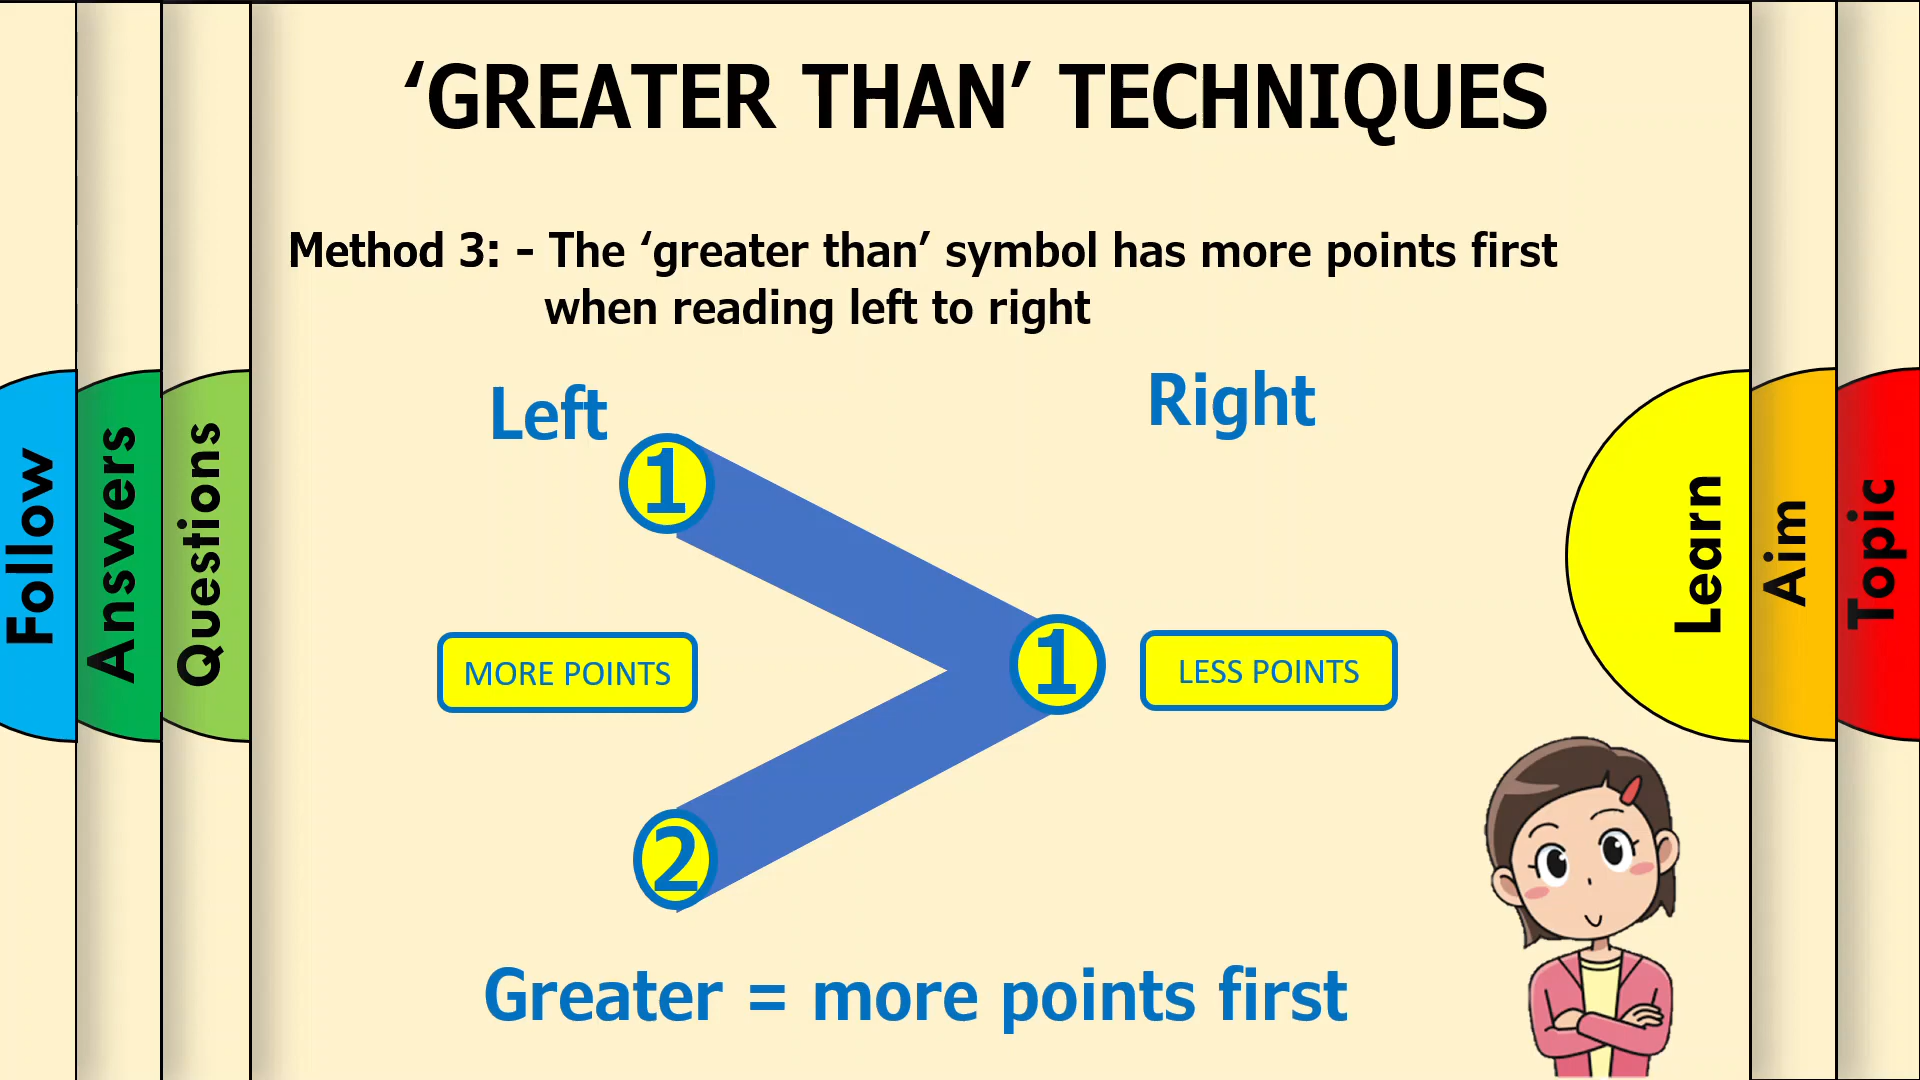 ‘GREATER THAN’ TECHNIQUES
Method 3: - The ‘greater than’ symbol has more points first
when reading left to right
Left
Right
1
1
MORE POINTS
LESS POINTS
2
Greater = more points first
Follow
Answers
Questions
Learn
Aim
Topic